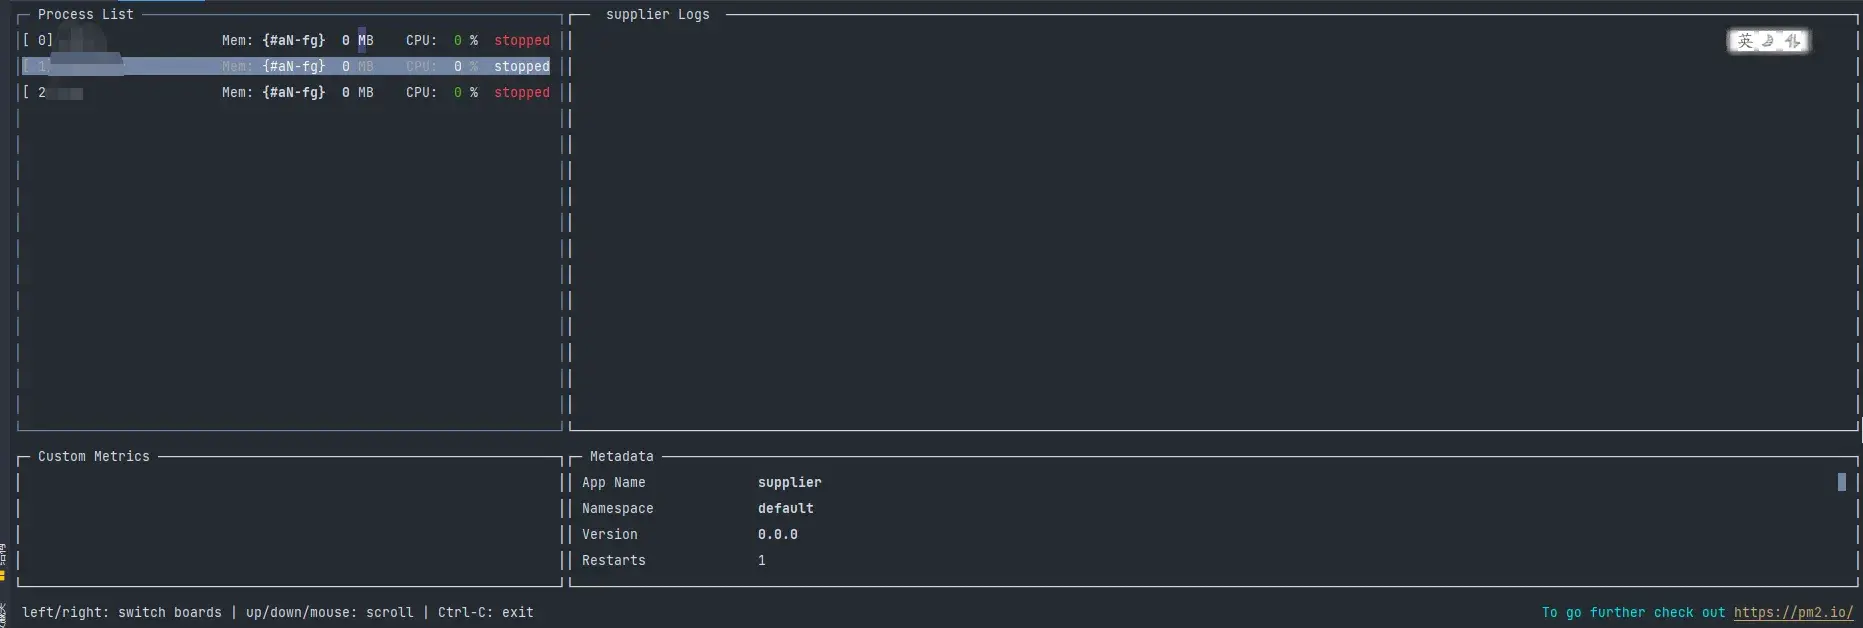 Process List
supplier Logs
[ 0] Mem: {#aN-fg} 0 MB CPU: 0 % stopped
英
[ 1 Mem: {#aN-fg} 0 MB CPU: 0 % stopped
[ 2 Mem: {#aN-fg} 0 MB CPU: 0 % stopped
Custom Metrics
Metadata
App Name supplier
Namespace default
Version 0.0.0
Restarts 1
left/right: switch boards | up/down/mouse: scroll | Ctrl-C: exit
To go further check out https://pm2.io/